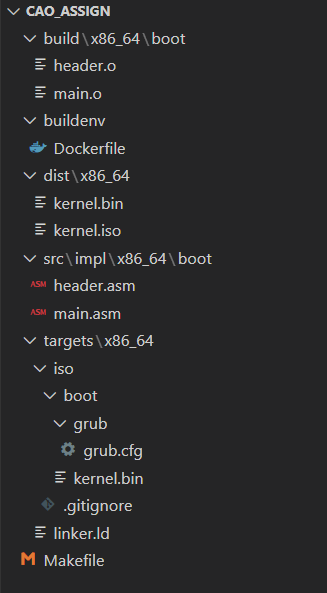 CAO_ASSIGN
build\x86_64\boot
header.o
main.o
buildenv
Dockerfile
dist\x86_64
kernel.bin
kernel.iso
src\impl\x86_64\boot
ASM header.asm
ASM main.asm
targets\x86_64
iso
boot
grub
grub.cfg
kernel.bin
.gitignore
linker.ld
M Makefile